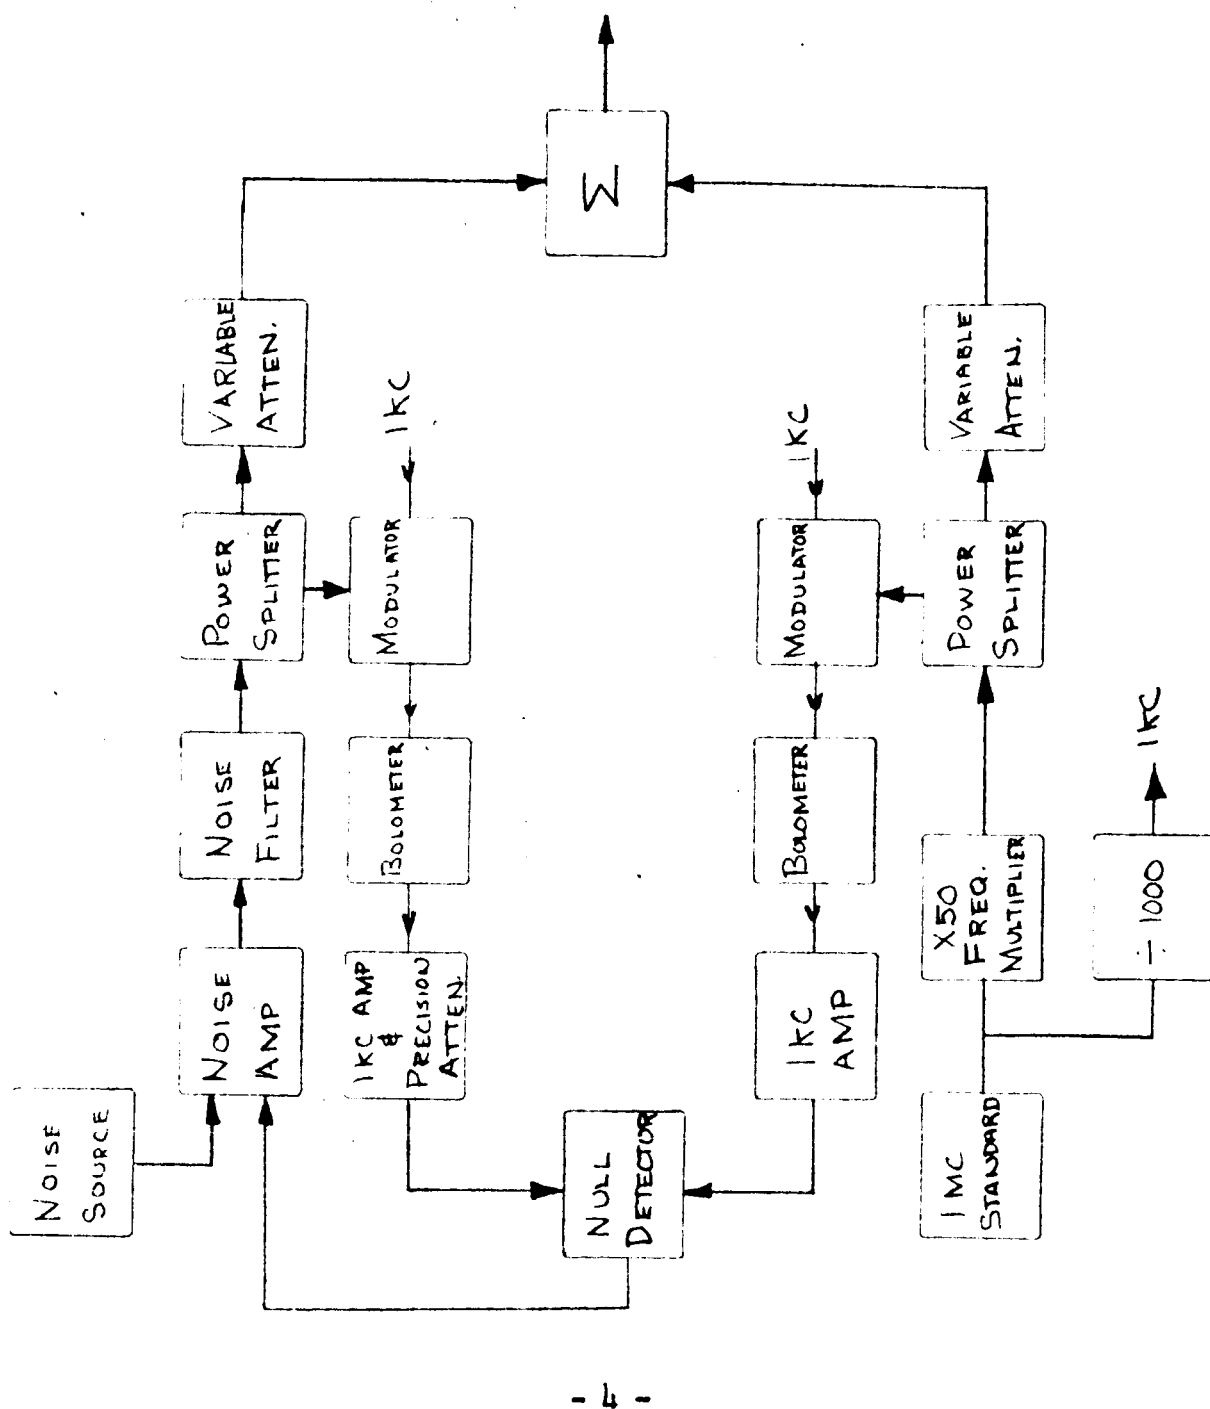 NOISE
SOURCE
NOISE
AMP
NOISE
FILTER
POWER
SPLITTER
VARIABLE
ATTEN.
1KC
MODULATOR
BOLOMETER
1KC AMP
&
PRECISION
ATTEN.
NULL
DETECTOR
Σ
1KC
MODULATOR
BOLOMETER
1KC
AMP
VARIABLE
ATTEN.
POWER
SPLITTER
X50
FREQ.
MULTIPLIER
1MC
STANDARD
÷ 1000
1KC
- 4 -